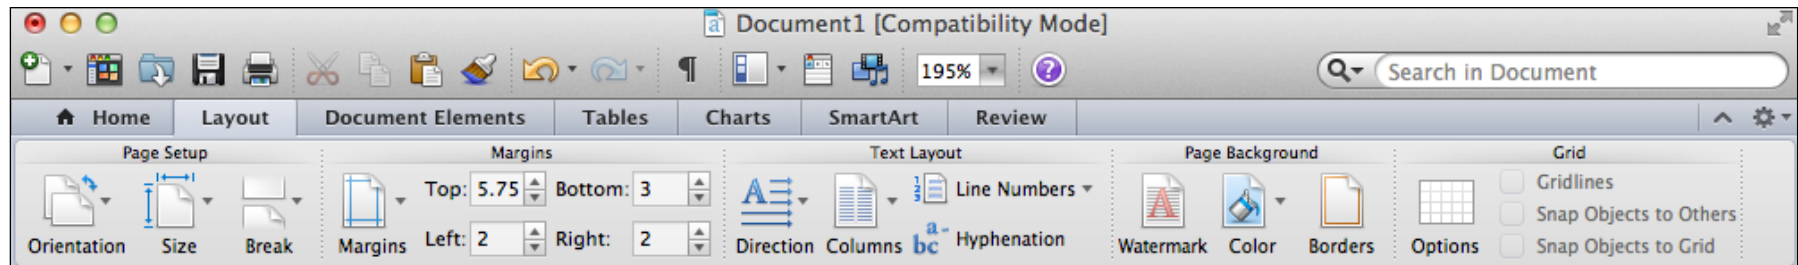 Document1 [Compatibility Mode]
195%
Search in Document
Home Layout Document Elements Tables Charts SmartArt Review
Page Setup Margins Text Layout Page Background Grid
Top: 5.75 Bottom: 3 Line Numbers Gridlines
Snap Objects to Others
Left: 2 Right: 2 Hyphenation
Orientation Size Break Margins Direction Columns Watermark Color Borders Options Snap Objects to Grid